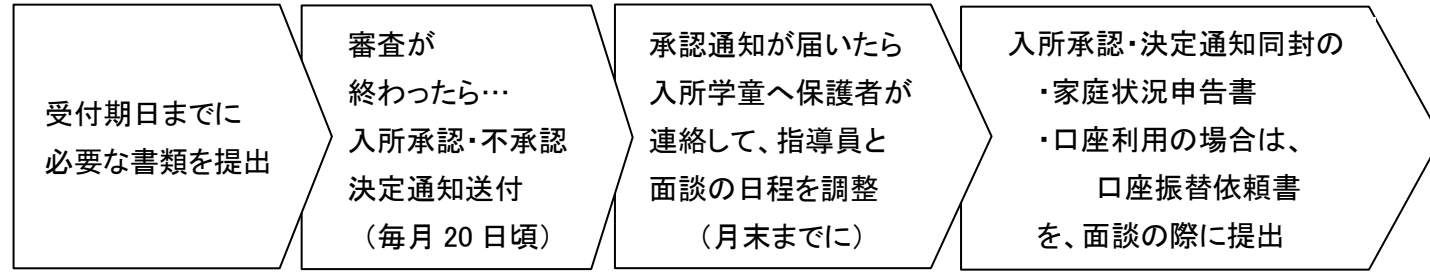 受付期日までに
必要な書類を提出
審査が
終わったら…
入所承認・不承認
決定通知送付
（毎月 20 日頃）
承認通知が届いたら
入所学童へ保護者が
連絡して、指導員と
面談の日程を調整
（月末までに）
入所承認・決定通知同封の
・家庭状況申告書
・口座利用の場合は、
口座振替依頼書
を、面談の際に提出